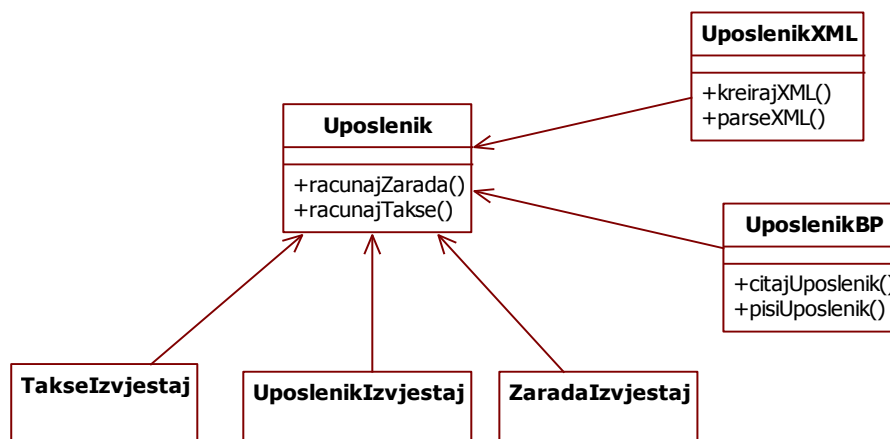 UposlenikXML
+kreirajXML()
+parseXML()
Uposlenik
+racunajZarada()
+racunajTakse()
UposlenikBP
+citajUposlenik()
+pisiUposlenik()
TakseIzvjestaj
UposlenikIzvjestaj
ZaradaIzvjestaj